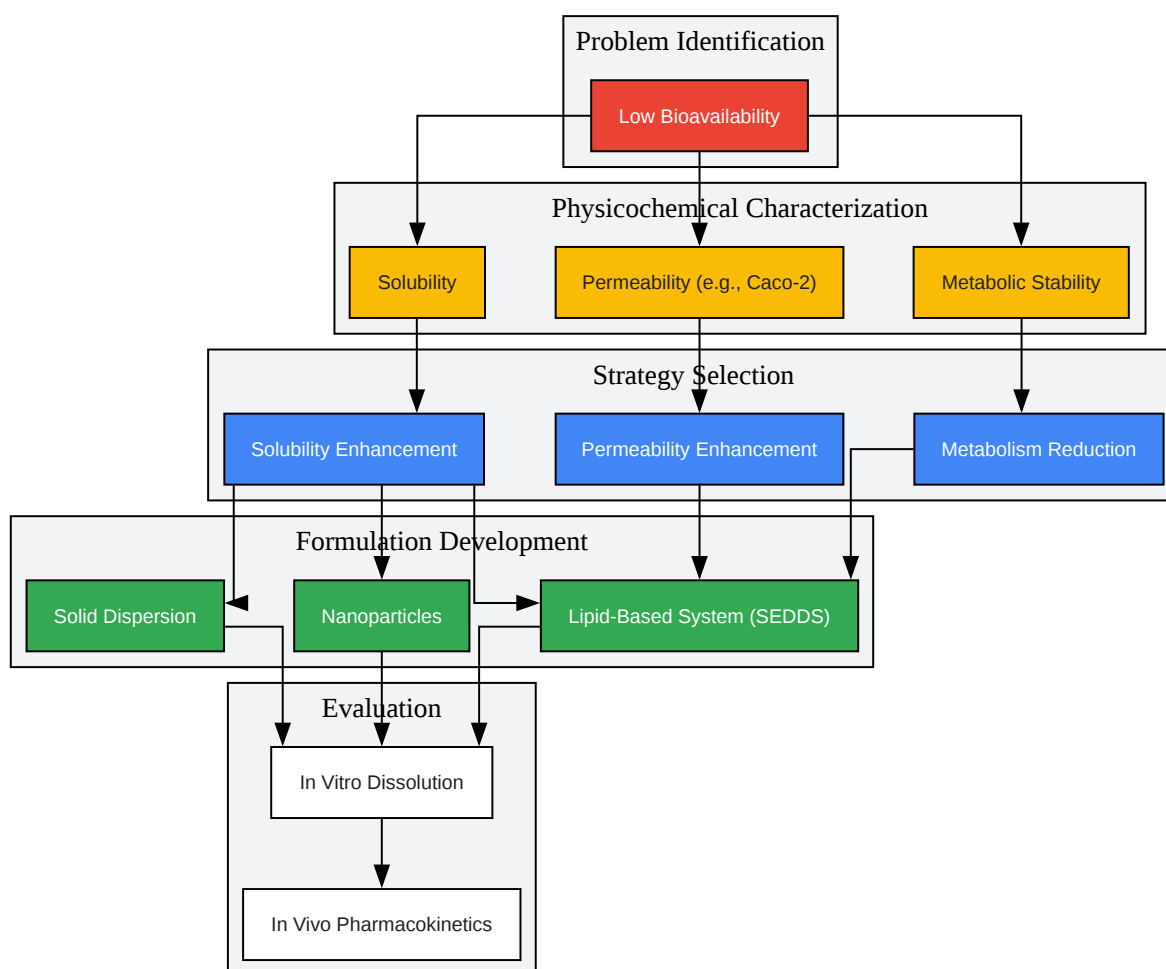 Problem Identification
Low Bioavailability
Physicochemical Characterization
Solubility
Permeability (e.g., Caco-2)
Metabolic Stability
Strategy Selection
Solubility Enhancement
Permeability Enhancement
Metabolism Reduction
Formulation Development
Solid Dispersion
Nanoparticles
Lipid-Based System (SEDDS)
Evaluation
In Vitro Dissolution
In Vivo Pharmacokinetics